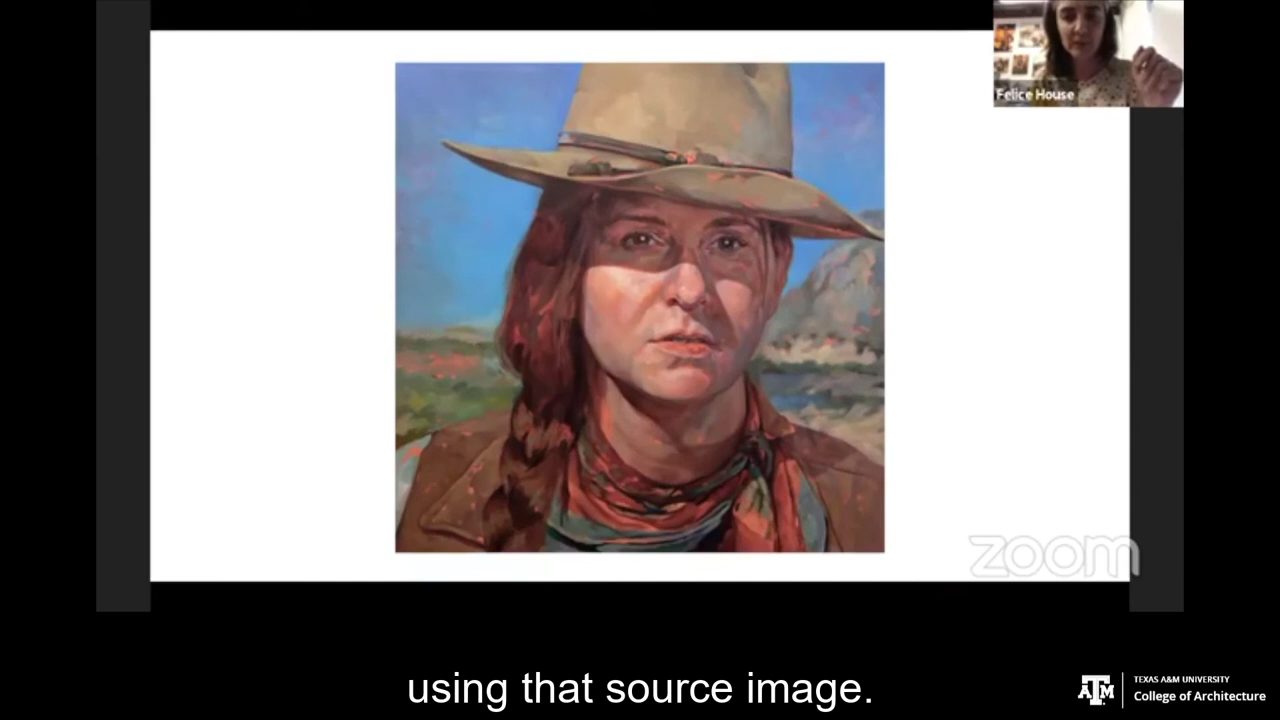 Felice House
zoom
using that source image.
TEXAS A&M UNIVERSITY
College of Architecture